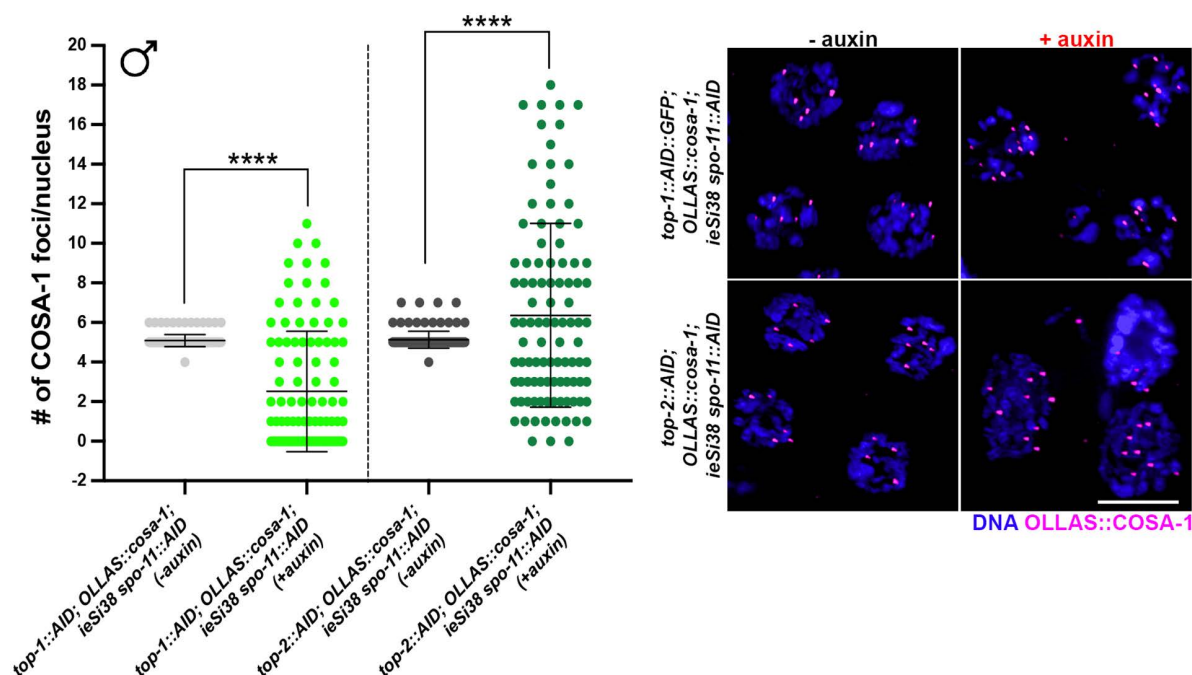 ****
****
20
18
16
14
12
10
8
6
4
2
0
-2
# of COSA-1 foci/nucleus
top-1::AID; OLLAS::cosa-1;
ieSi38 spo-11::AID
(-auxin)
top-1::AID; OLLAS::cosa-1;
ieSi38 spo-11::AID
(+auxin)
top-2::AID; OLLAS::cosa-1;
ieSi38 spo-11::AID
(-auxin)
top-2::AID; OLLAS::cosa-1;
ieSi38 spo-11::AID
(+auxin)
- auxin
+ auxin
top-1::AID::GFP;
OLLAS::cosa-1;
ieSi38 spo-11::AID
top-2::AID;
OLLAS::cosa-1;
ieSi38 spo-11::AID
DNA OLLAS::COSA-1